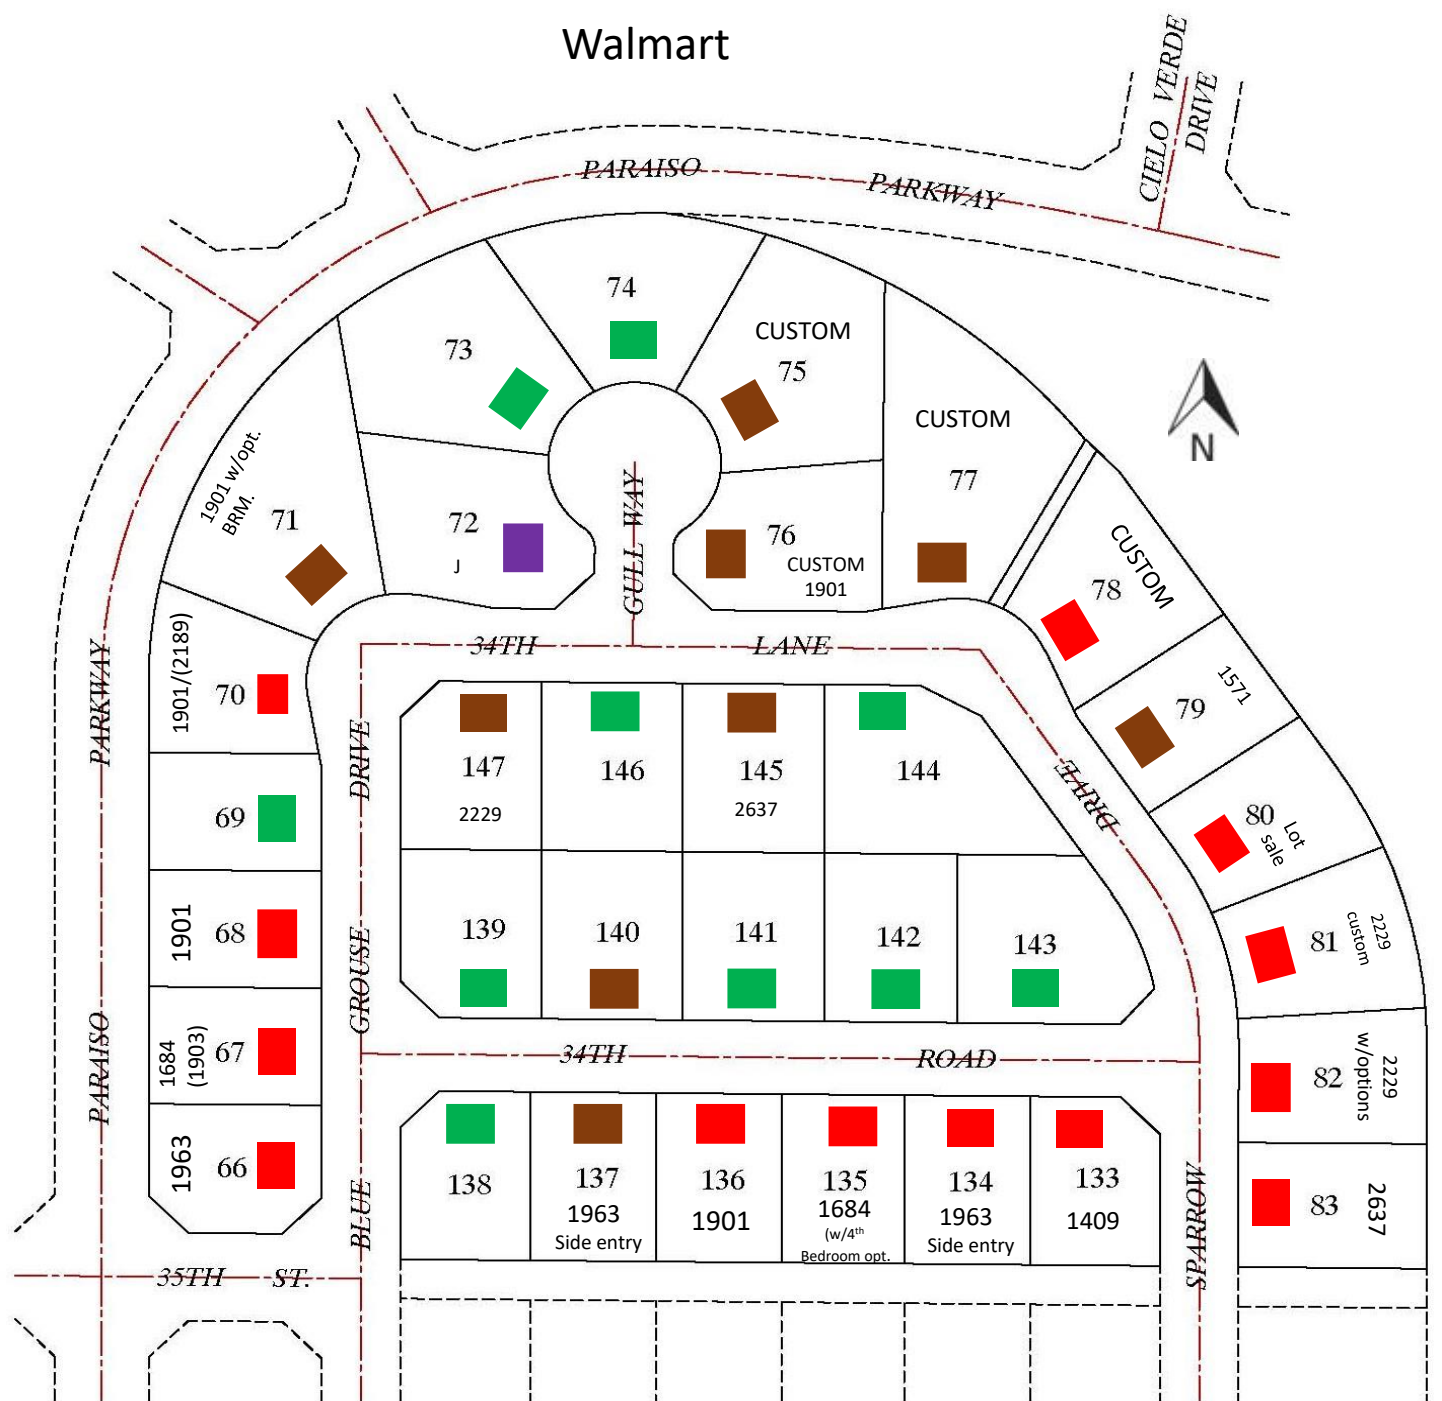 Walmart
CIELO VERDE
DRIVE
PARAISO
PARKWAY
74
CUSTOM
75
73
CUSTOM
77
N
1901 w/opt.
BRM.
71
72
J
GULL WAY
76
CUSTOM
1901
CUSTOM
78
1571
79
Lot
sale
80
34TH
LANE
1901/(2189)
70
PARKWAY
DRIVE
147
2229
146
145
2637
144
DRIVE
69
1901
68
GROUSE
139
140
141
142
143
2229
custom
81
PARAISO
1684
(1903)
67
34TH
ROAD
82
2229
w/options
1963
66
BLUE
138
137
1963
Side entry
136
1901
135
1684
(w/4th
Bedroom opt.
134
1963
Side entry
133
1409
SPARROW
83
2637
35TH
ST.